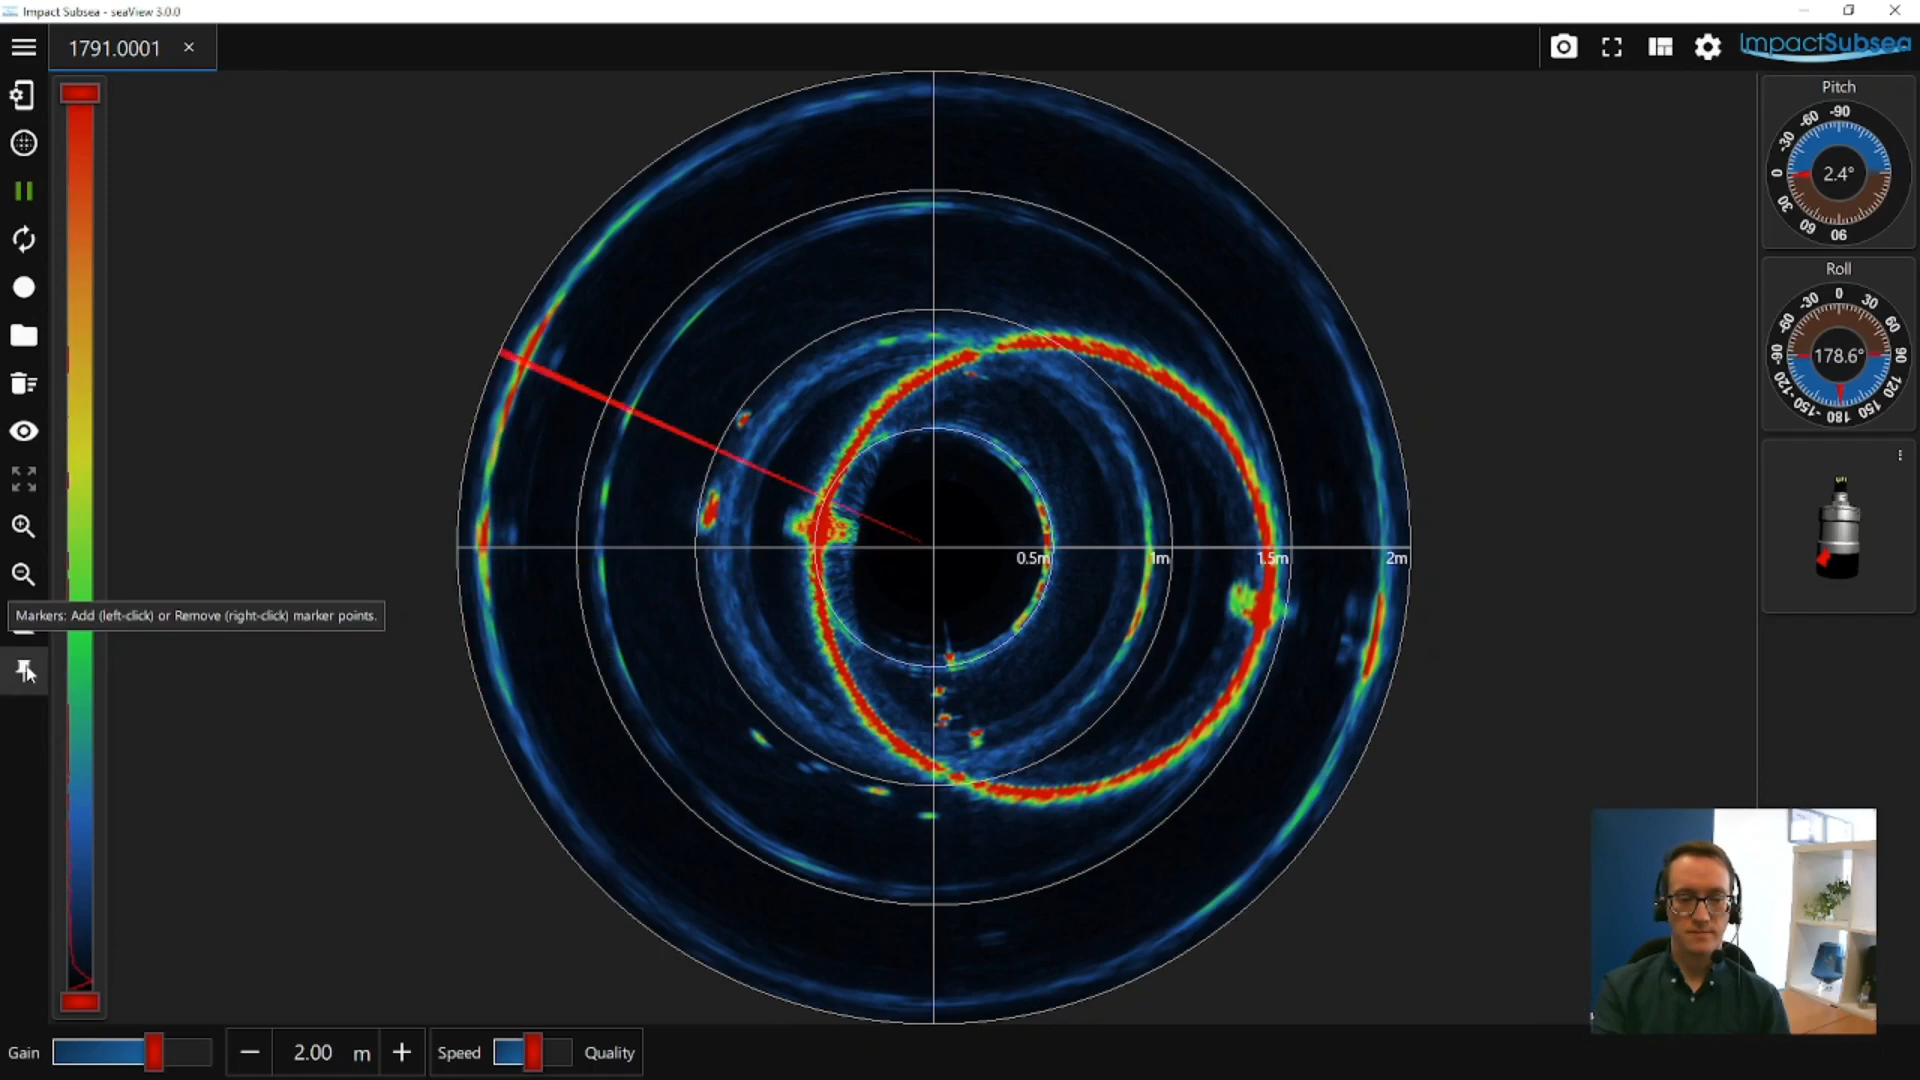 Impact Subsea - seaView 3.0.0
1791.0001
ImpactSubsea
Pitch
-90
-60
-30
0
30
60
90
2.4°
Roll
0
-30
30
-60
60
-90
90
-120
120
-150
150
180
178.6°
0.5m
1m
1.5m
2m
Markers: Add (left-click) or Remove (right-click) marker points.
Gain
2.00 m
Speed
Quality